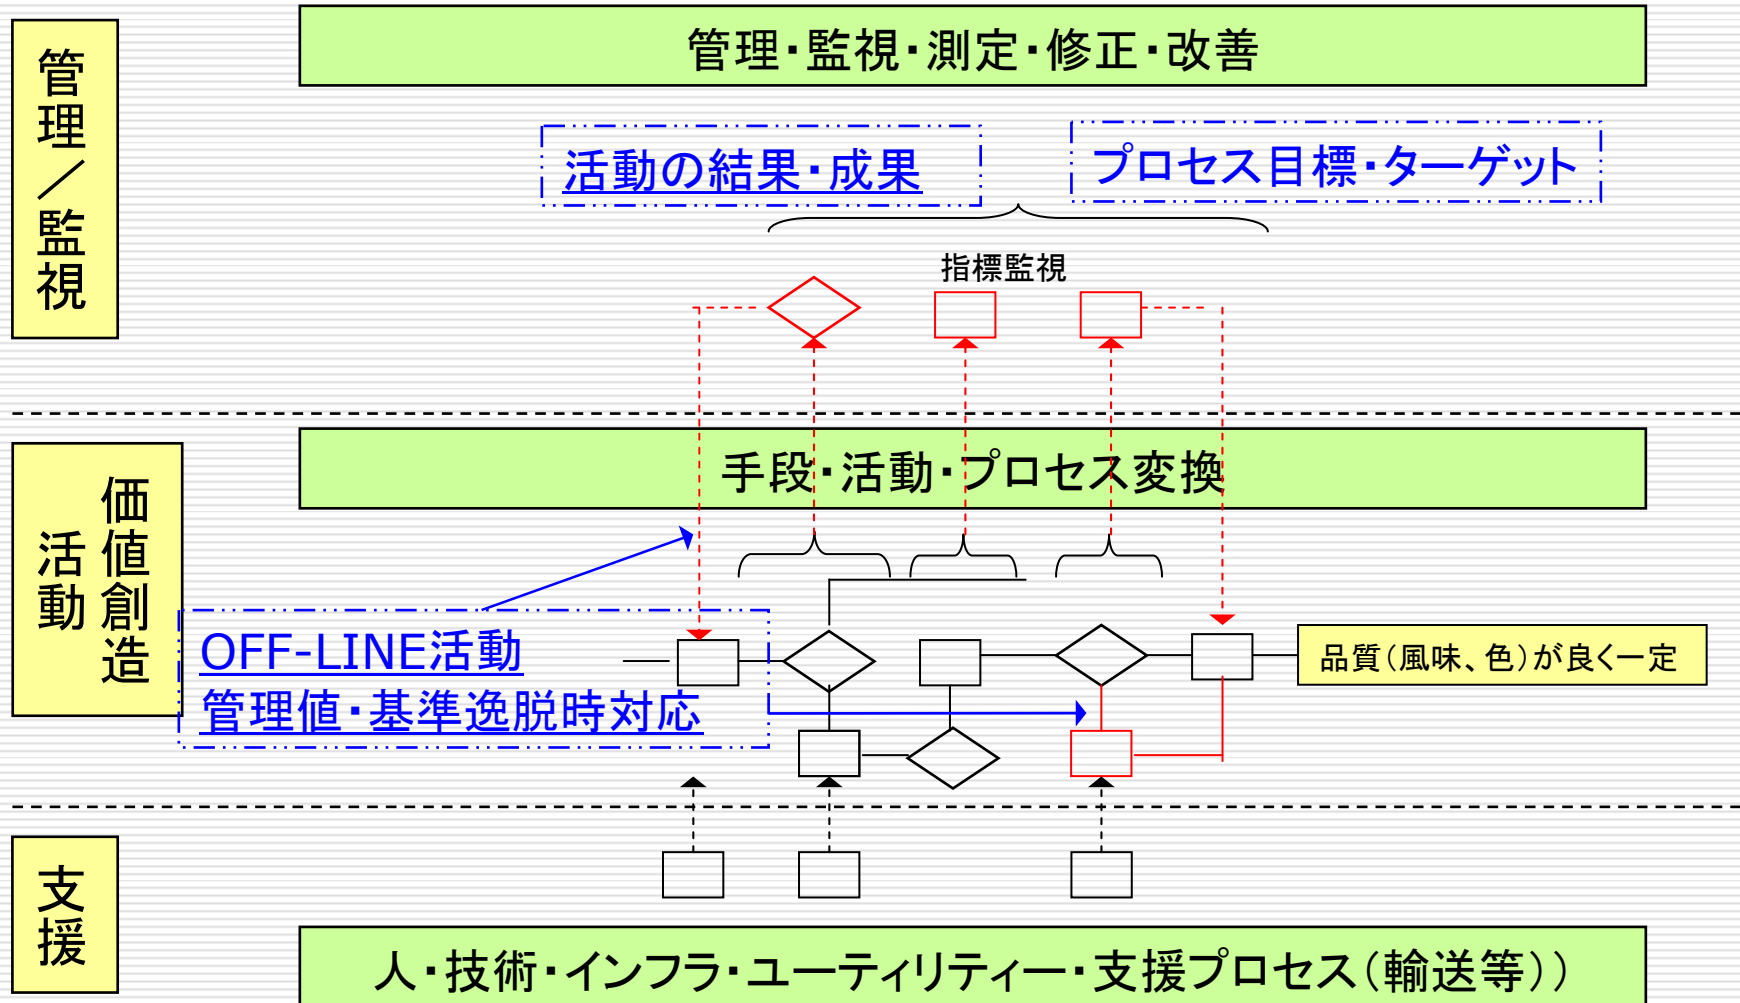 管理／監視
管理・監視・測定・修正・改善
活動の結果・成果
プロセス目標・ターゲット
指標監視
価値創造
活動
手段・活動・プロセス変換
OFF-LINE活動
管理値・基準逸脱時対応
品質（風味、色）が良く一定
支援
人・技術・インフラ・ユーティリティー・支援プロセス（輸送等））